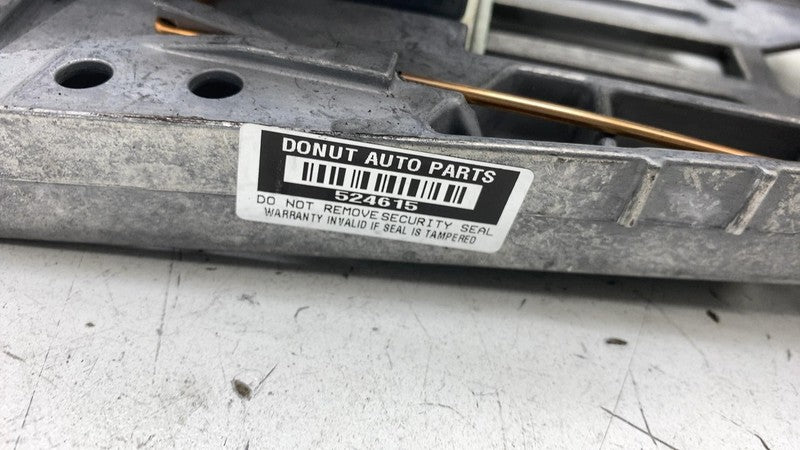 DONUT AUTO PARTS
524615
DO NOT REMOVE SECURITY SEAL
WARRANTY INVALID IF SEAL IS TAMPERED